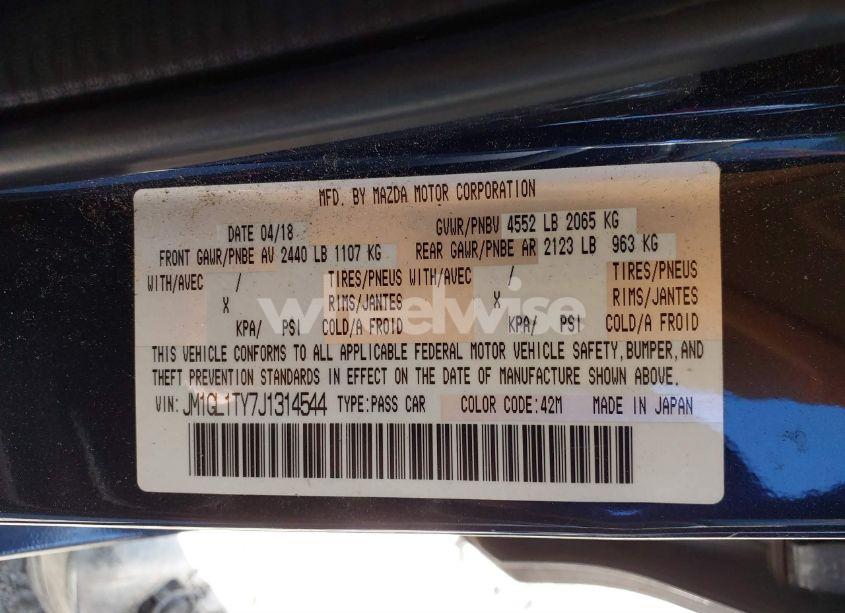 MFD. BY MAZDA MOTOR CORPORATION
DATE 04/18 GVWR/PNBV 4552 LB 2065 KG
FRONT GAWR/PNBE AV 2440 LB 1107 KG REAR GAWR/PNBE AR 2123 LB 963 KG
WITH/AVEC / TIRES/PNEUS WITH/AVEC / TIRES/PNEUS
X RIMS/JANTES X RIMS/JANTES
KPA/ PSI COLD/A FROID KPA/ PSI COLD/A FROID
wheelwise
THIS VEHICLE CONFORMS TO ALL APPLICABLE FEDERAL MOTOR VEHICLE SAFETY, BUMPER, AND
THEFT PREVENTION STANDARDS IN EFFECT ON THE DATE OF MANUFACTURE SHOWN ABOVE.
VIN: JM1GL1TY7J1314544 TYPE:PASS CAR COLOR CODE:42M MADE IN JAPAN